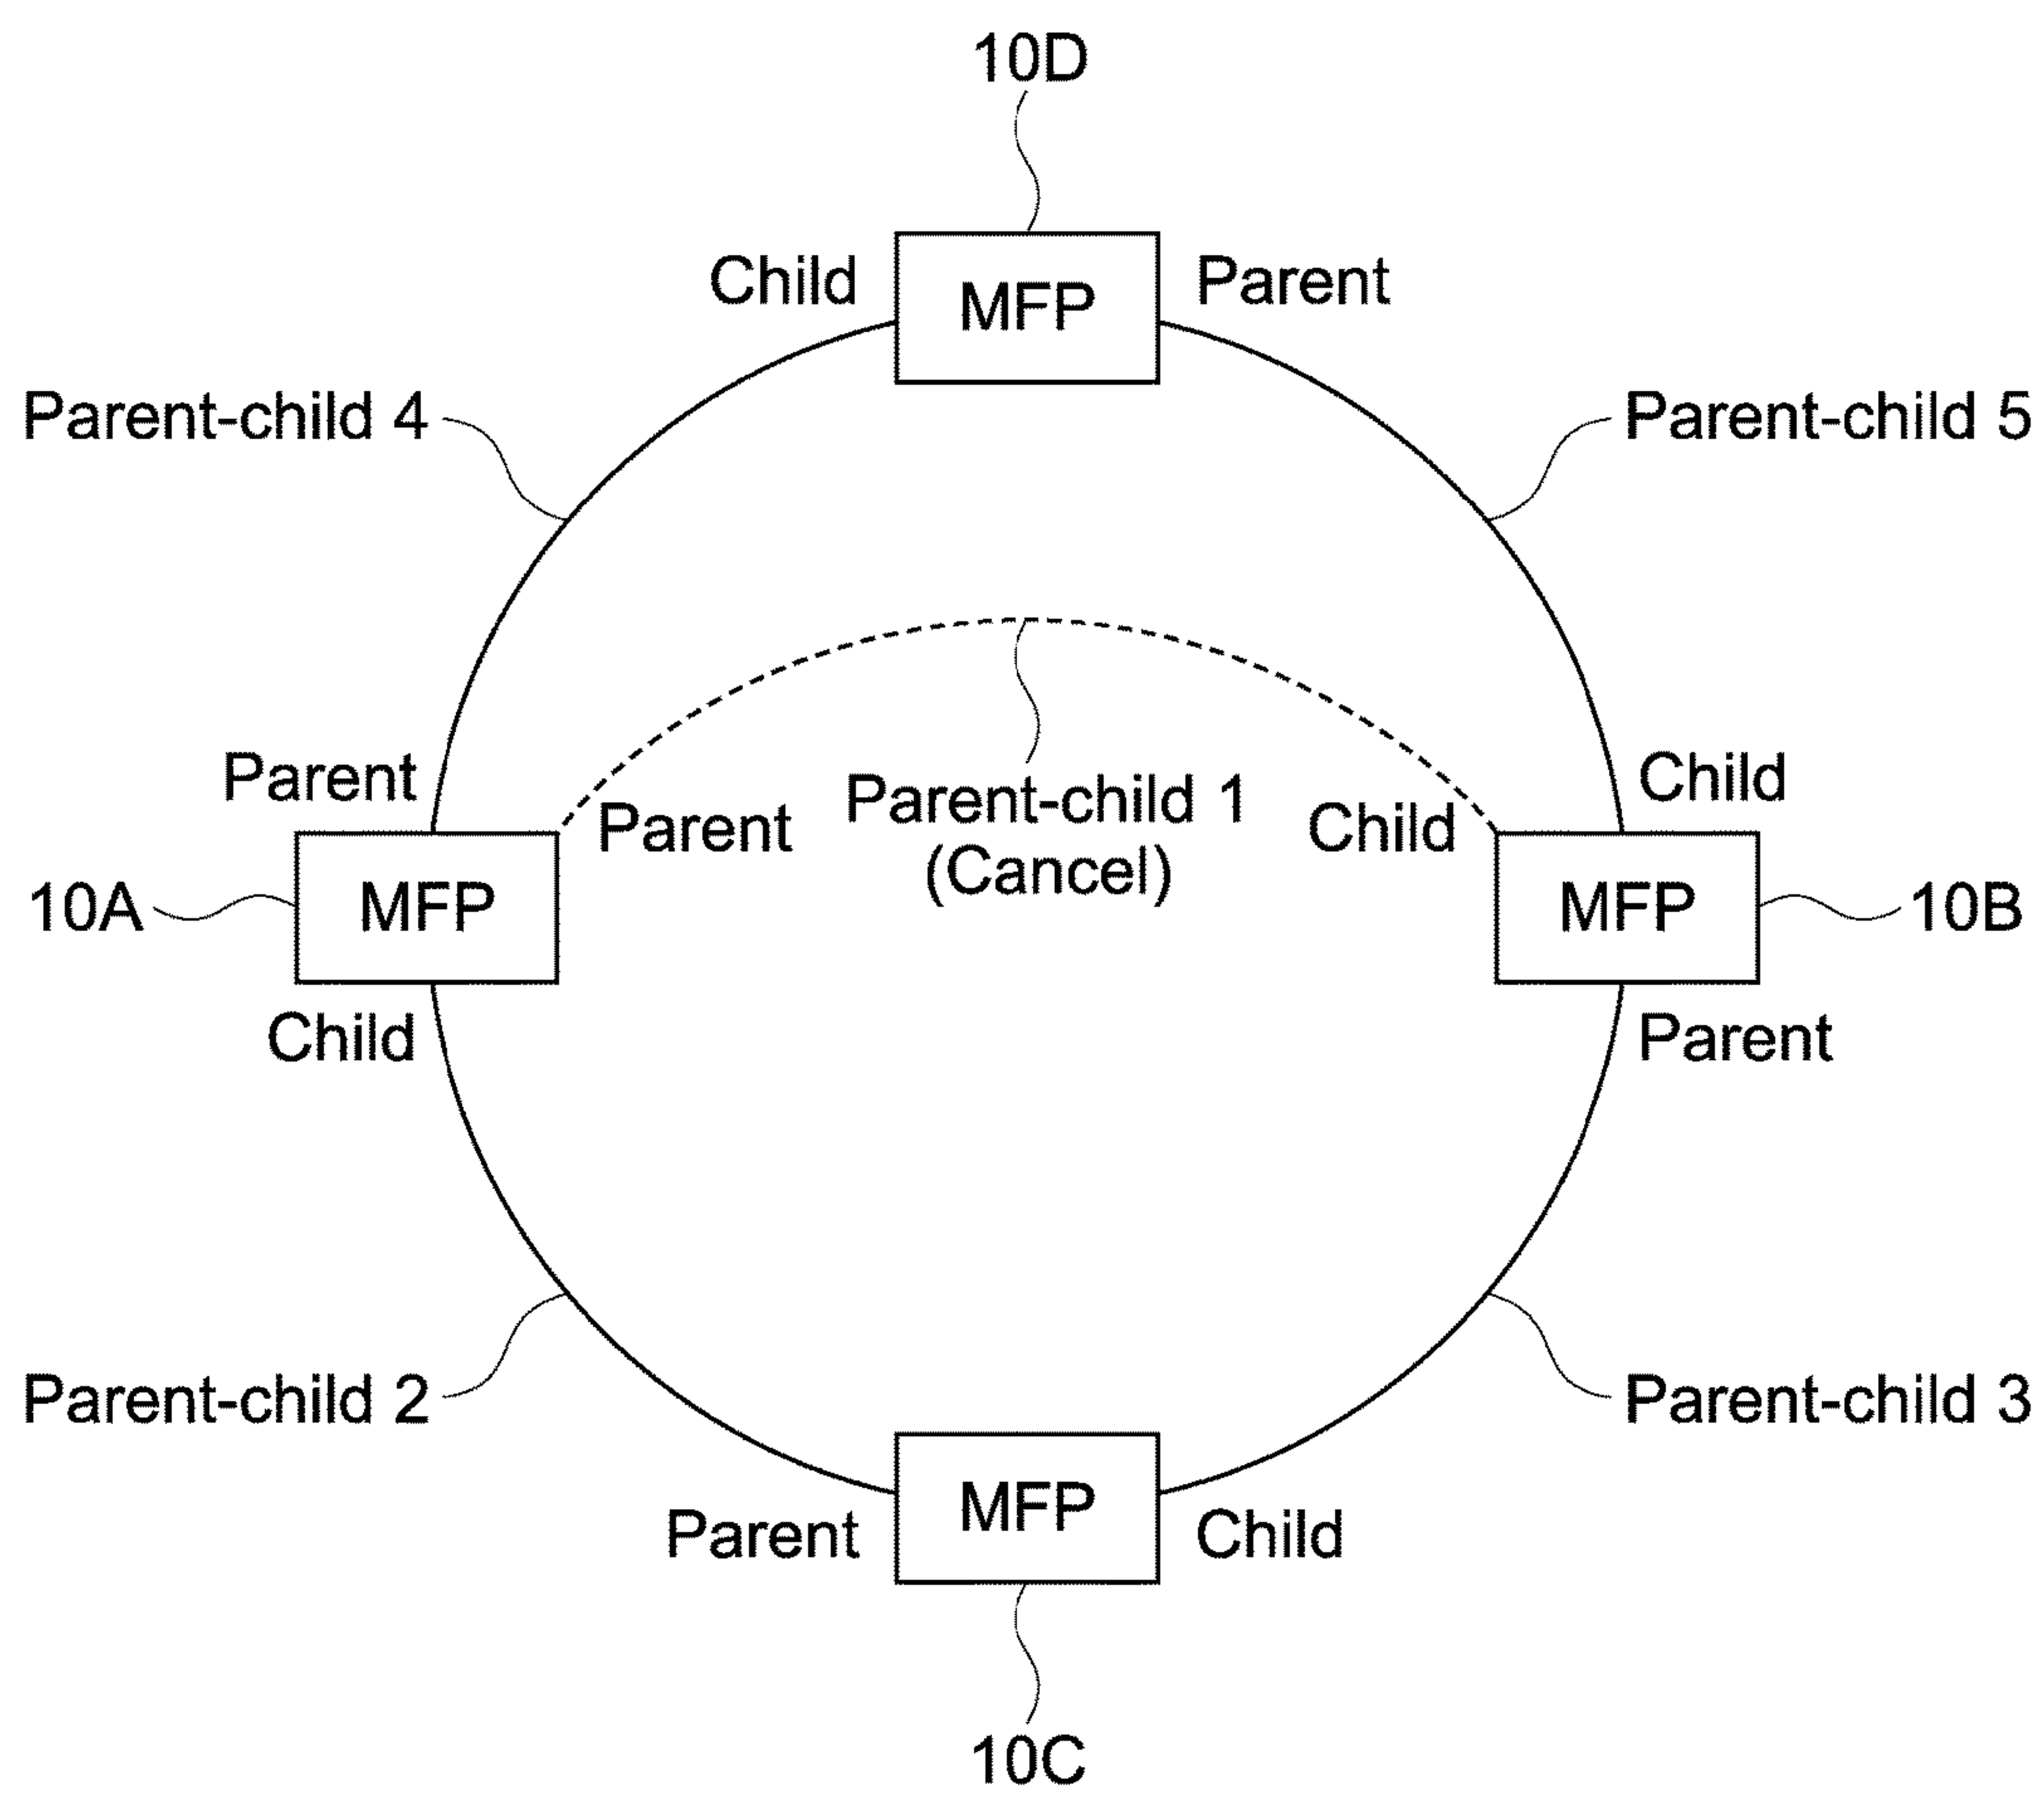 10D
Child
MFP
Parent
Parent-child 4
Parent-child 5
Parent
Parent
Parent-child 1
(Cancel)
Child
Child
10A
MFP
MFP
10B
Child
Parent
Parent-child 2
Parent-child 3
Parent
MFP
Child
10C